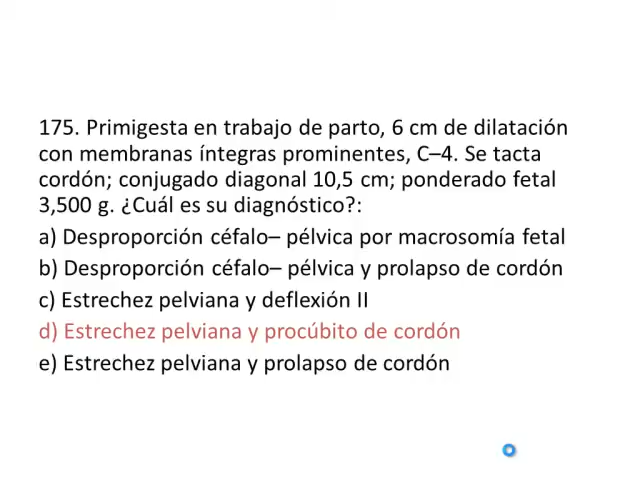 175. Primigesta en trabajo de parto, 6 cm de dilatación
con membranas íntegras prominentes, C–4. Se tacta
cordón; conjugado diagonal 10,5 cm; ponderado fetal
3,500 g. ¿Cuál es su diagnóstico?:
a) Desproporción céfalo– pélvica por macrosomía fetal
b) Desproporción céfalo– pélvica y prolapso de cordón
c) Estrechez pelviana y deflexión II
d) Estrechez pelviana y procúbito de cordón
e) Estrechez pelviana y prolapso de cordón